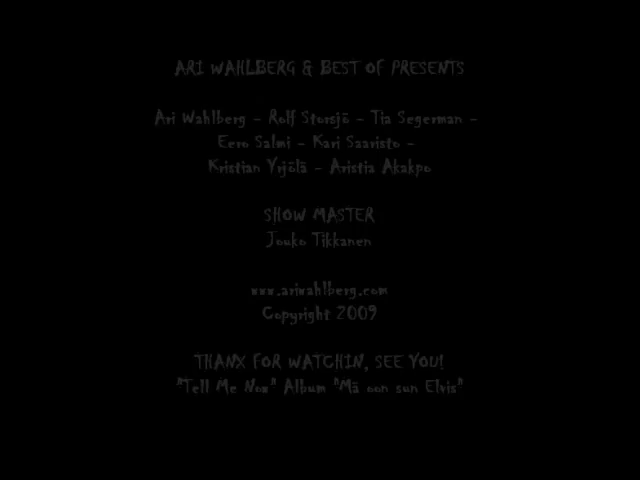 ARI WAHLBERG & BEST OF PRESENTS
Ari Wahlberg - Rolf Storsjö - Tia Segerman -
Eero Salmi - Kari Saaristo -
Kristian Yrjölä - Aristia Akakpo
SHOW MASTER
Jouko Tikkanen
www.ariwahlberg.com
Copyright 2009
THANX FOR WATCHIN, SEE YOU!
"Tell Me Now" Album "Mä oon sun Elvis"